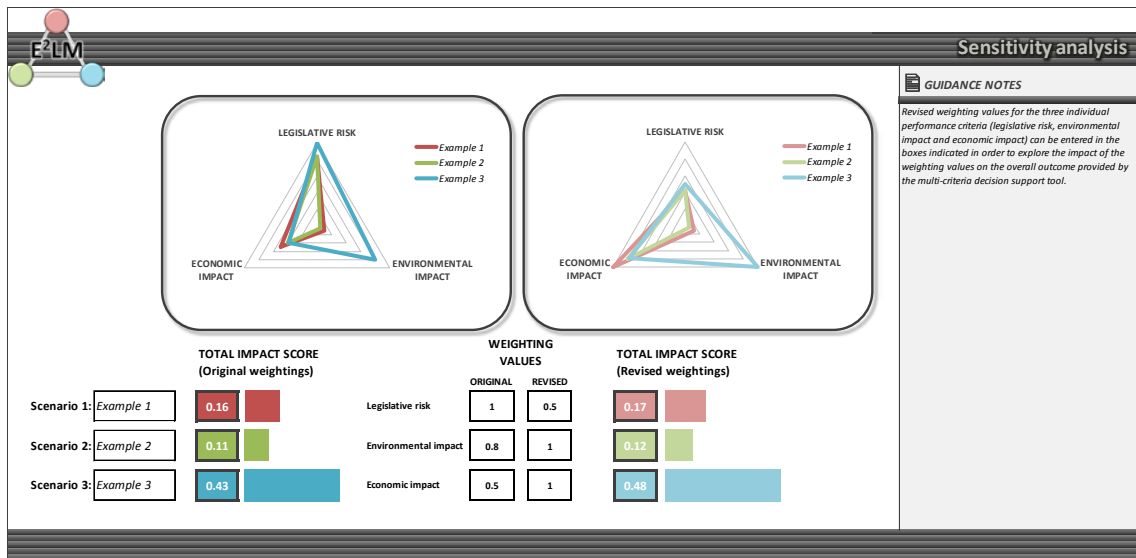 E²LM
Sensitivity analysis
GUIDANCE NOTES
Revised weighting values for the three individual
performance criteria (legislative risk, environmental
impact and economic impact) can be entered in the
boxes indicated in order to explore the impact of the
weighting values on the overall outcome provided by
the multi-criteria decision support tool.
LEGISLATIVE RISK
Example 1
Example 2
Example 3
ECONOMIC
IMPACT
ENVIRONMENTAL
IMPACT
LEGISLATIVE RISK
Example 1
Example 2
Example 3
ECONOMIC
IMPACT
ENVIRONMENTAL
IMPACT
TOTAL IMPACT SCORE
(Original weightings)
WEIGHTING
VALUES
TOTAL IMPACT SCORE
(Revised weightings)
ORIGINAL REVISED
Scenario 1: Example 1 0.16 Legislative risk 1 0.5 0.17
Scenario 2: Example 2 0.11 Environmental impact 0.8 1 0.12
Scenario 3: Example 3 0.43 Economic impact 0.5 1 0.48